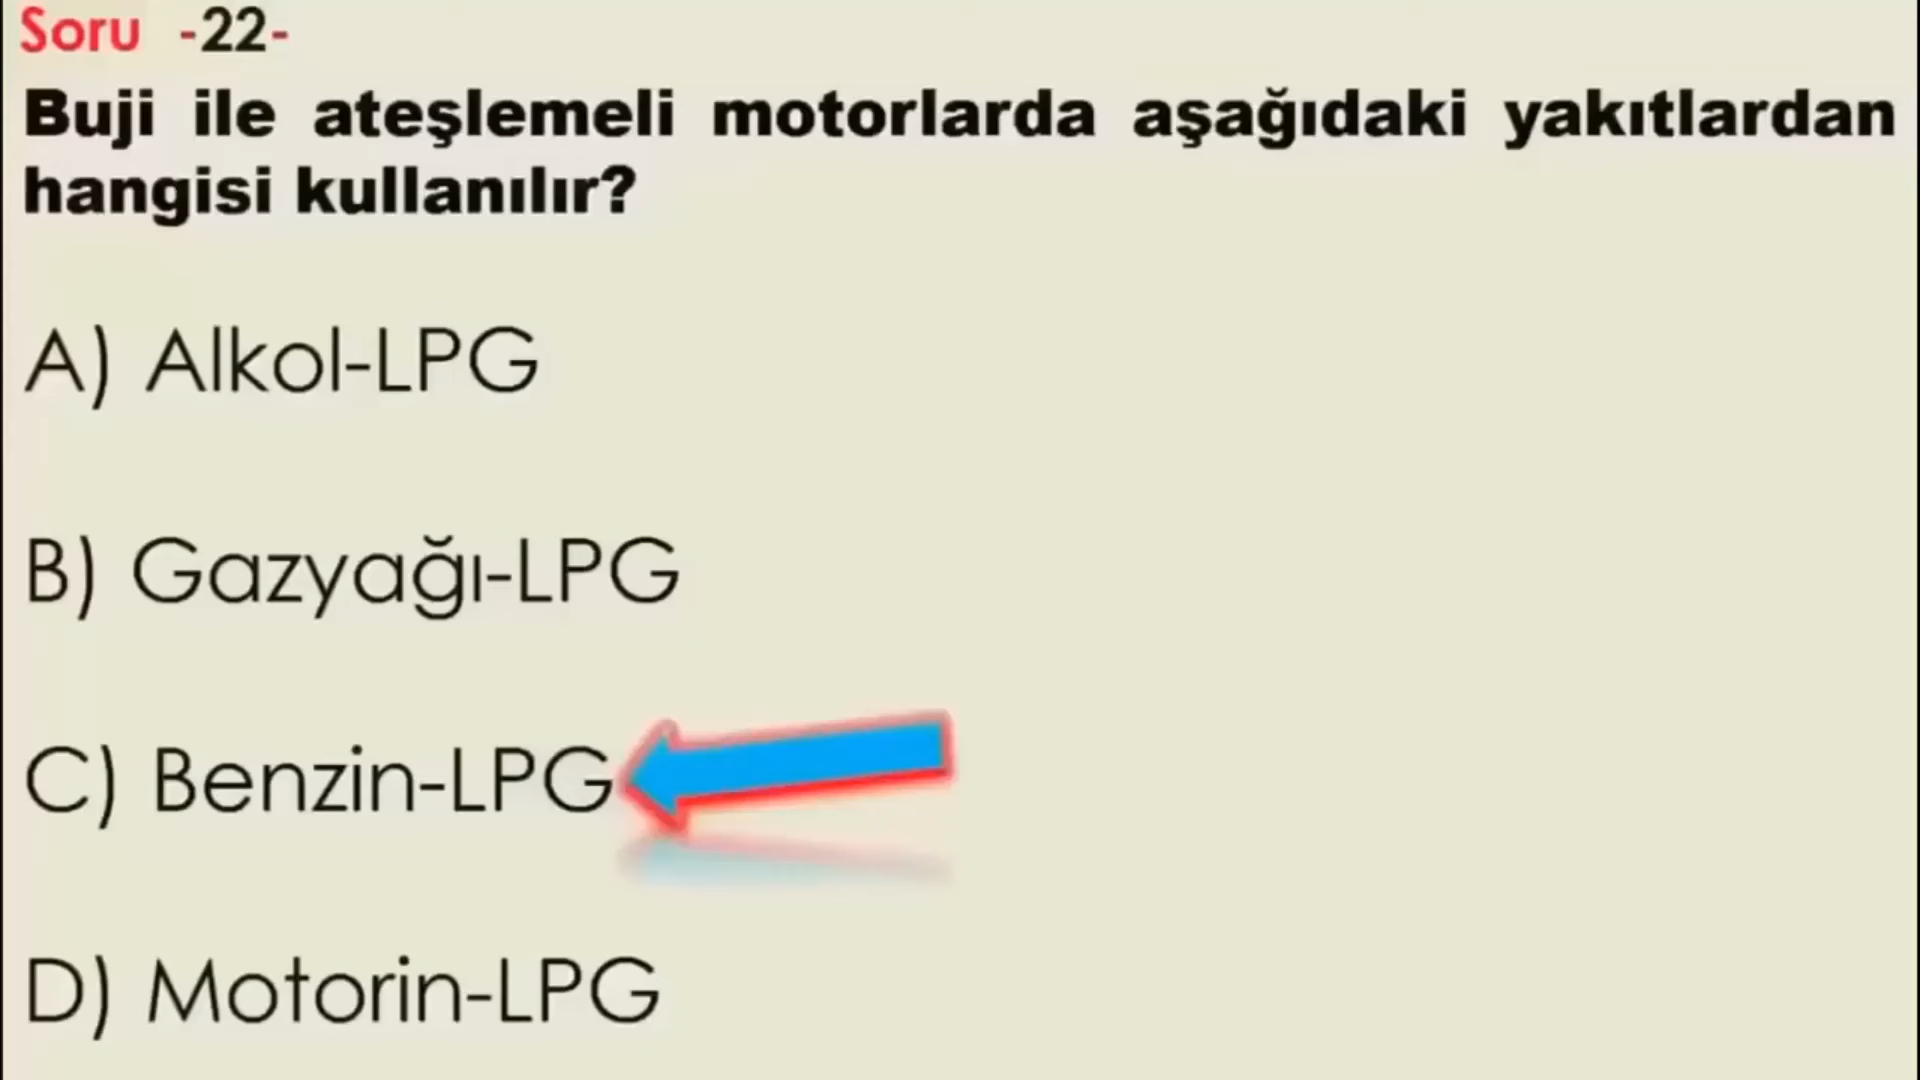 Soru -22-
Buji ile ateşlemeli motorlarda aşağıdaki yakıtlardan
hangisi kullanılır?
A) Alkol-LPG
B) Gazyağı-LPG
C) Benzin-LPG
D) Motorin-LPG